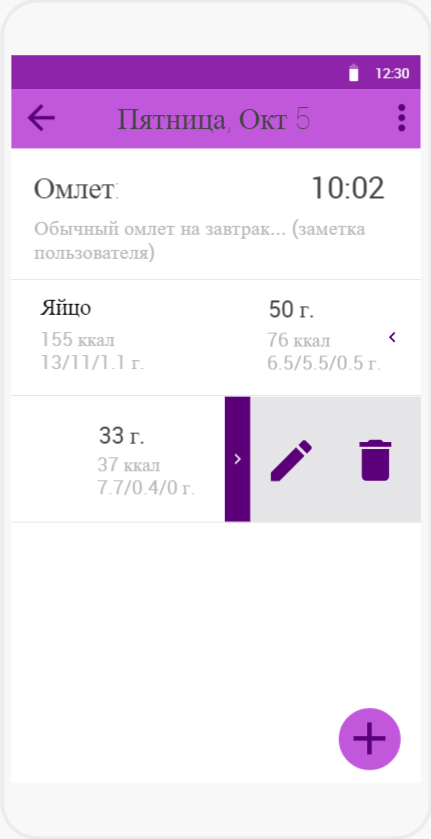 12:30
Пятница, Окт 5
Омлет:
10:02
Обычный омлет на завтрак... (заметка
пользователя)
Яйцо
50 г.
155 ккал
76 ккал
13/11/1.1 г.
6.5/5.5/0.5 г.
33 г.
37 ккал
7.7/0.4/0 г.